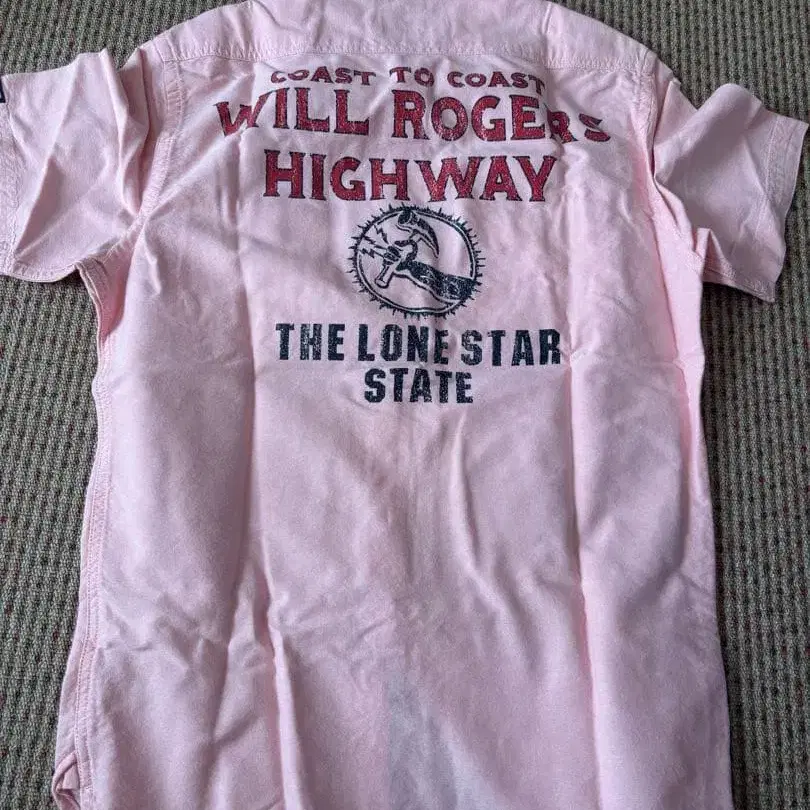 COAST TO COAST
WILL ROGERS
HIGHWAY
THE LONE STAR
STATE